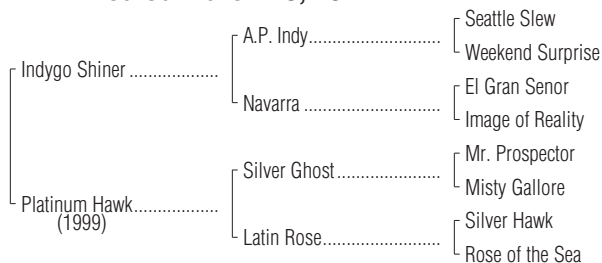 Seattle Slew
A.P. Indy
Weekend Surprise
Indygo Shiner
El Gran Senor
Navarra
Image of Reality
Mr. Prospector
Silver Ghost
Misty Gallore
Platinum Hawk
(1999)
Silver Hawk
Latin Rose
Rose of the Sea